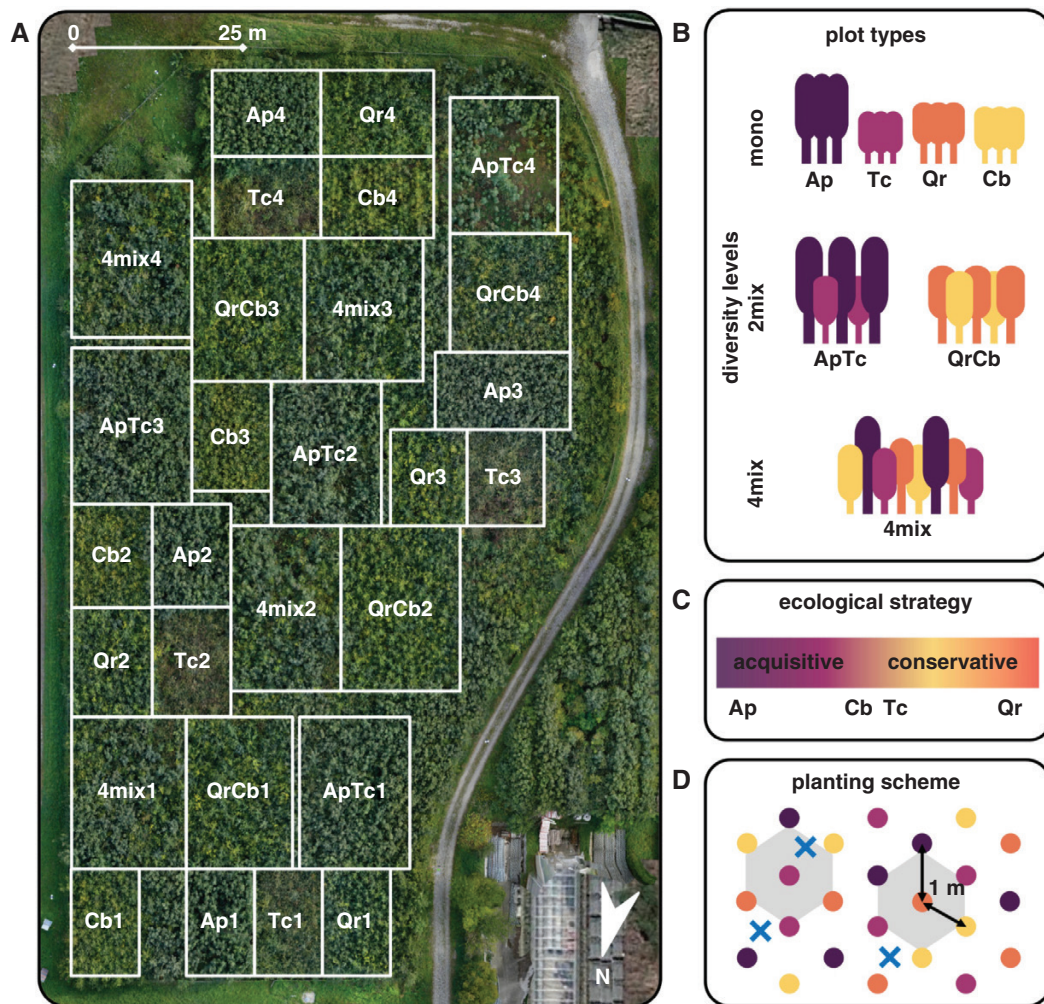 A
0 25 m
Ap4 Qr4
ApTc4
Tc4 Cb4
4mix4
QrCb3 4mix3 QrCb4
Ap3
ApTc3 Cb3 ApTc2
Qr3 Tc3
Cb2 Ap2
4mix2 QrCb2
Qr2 Tc2
4mix1 QrCb1 ApTc1
Cb1 Ap1 Tc1 Qr1
N
B
plot types
diversity levels
mono
Ap Tc Qr Cb
2mix
ApTc QrCb
4mix
4mix
C
ecological strategy
acquisitive conservative
Ap Cb Tc Qr
D
planting scheme
1 m